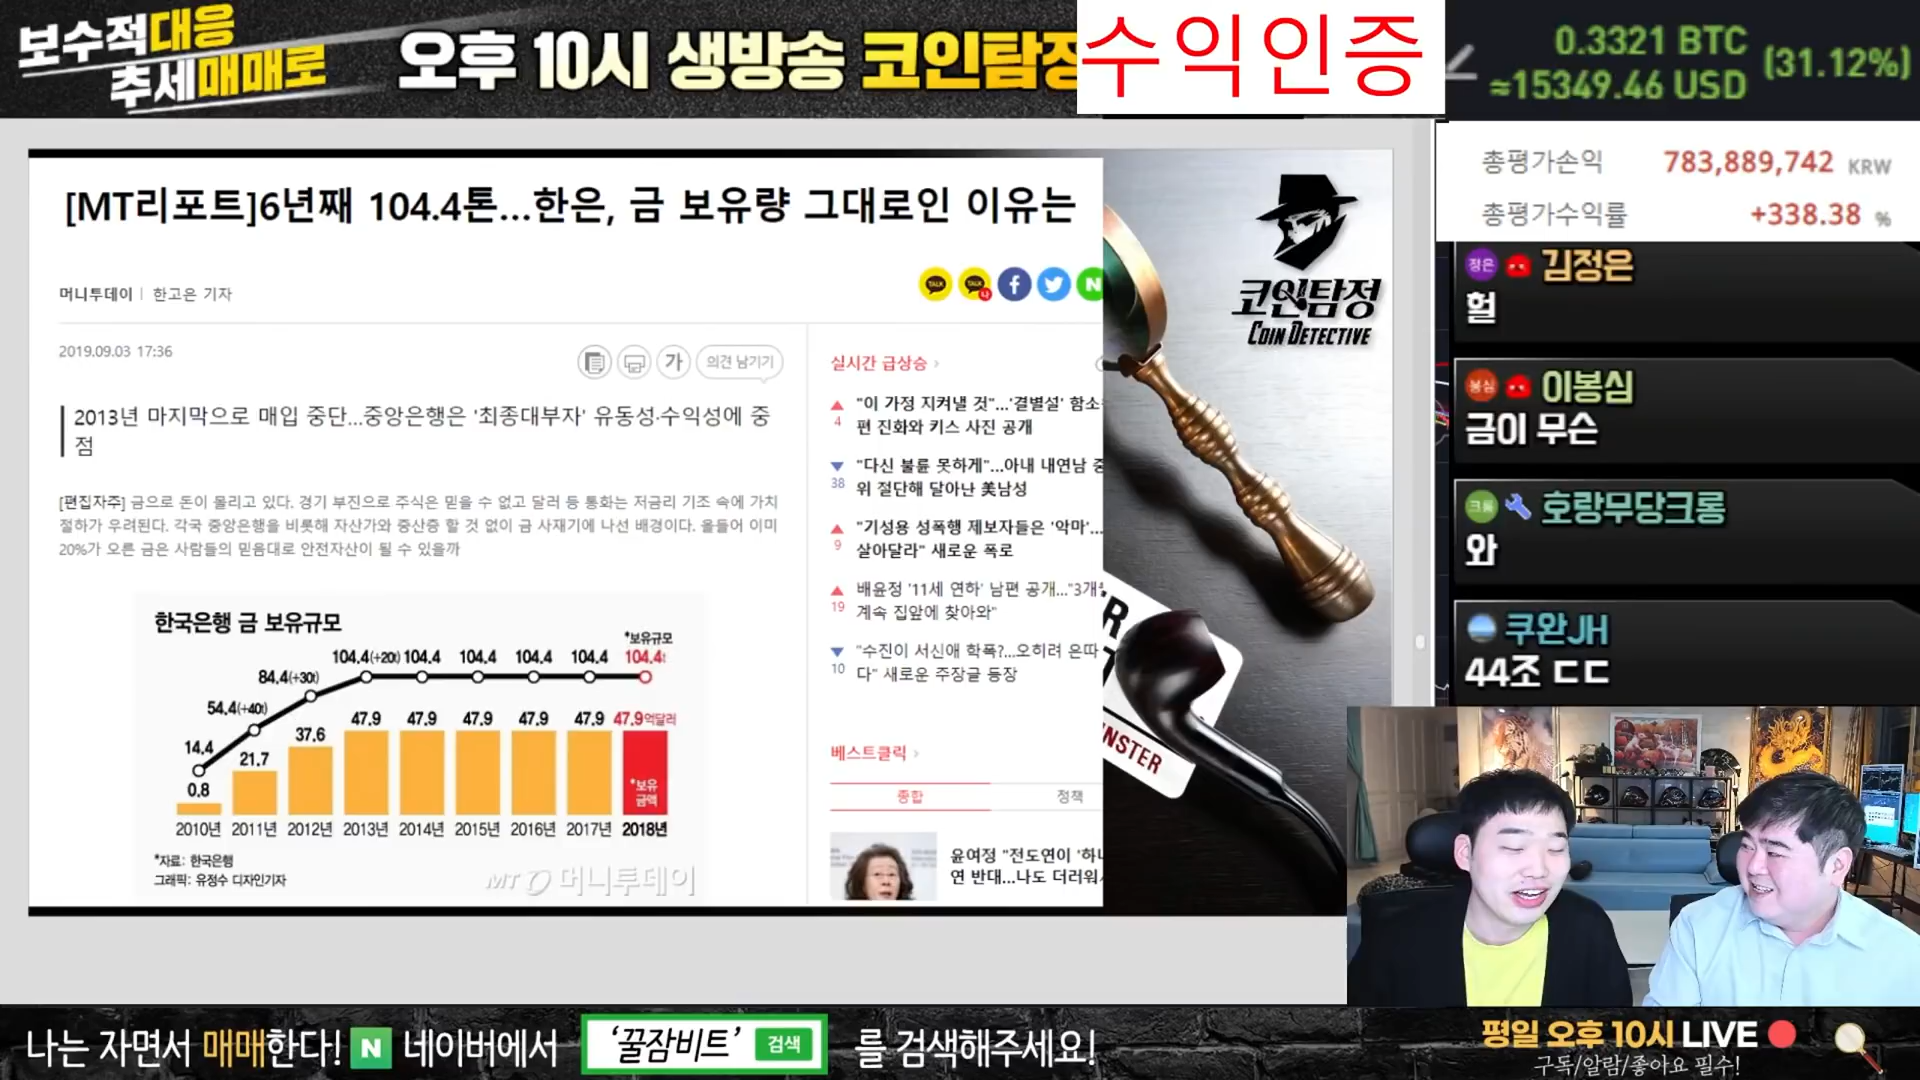 보수적대응
추세매매로
오후 10시 생방송 코인탐정
수익인증
0.3321 BTC
≈15349.46 USD
(31.12%)
총평가손익 783,889,742 KRW
총평가수익률 +338.38 %
[MT리포트]6년째 104.4톤...한은, 금 보유량 그대로인 이유는
머니투데이 | 한고은 기자
TALK
TALK
나
f
N
2019.09.03 17:36
가
의견 남기기
2013년 마지막으로 매입 중단...중앙은행은 '최종대부자' 유동성·수익성에 중
점
[편집자주] 금으로 돈이 몰리고 있다. 경기 부진으로 주식은 믿을 수 없고 달러 등 통화는 저금리 기조 속에 가치
절하가 우려된다. 각국 중앙은행을 비롯해 자산가와 중산층 할 것 없이 금 사재기에 나선 배경이다. 올들어 이미
20%가 오른 금은 사람들의 믿음대로 안전자산이 될 수 있을까
한국은행 금 보유규모
*보유규모
14.4 54.4(+40t) 84.4(+30t) 104.4(+20t) 104.4 104.4 104.4 104.4 104.4t
0.8 21.7 37.6 47.9 47.9 47.9 47.9 47.9 47.9억달러
*보유
금액
2010년 2011년 2012년 2013년 2014년 2015년 2016년 2017년 2018년
*자료: 한국은행
그래픽: 유정수 디자인기자
MT 머니투데이
실시간 급상승 ›
4
"이 가정 지켜낼 것"...'결별설' 함소
편 진화와 키스 사진 공개
38
"다신 불륜 못하게"...아내 내연남 중
위 절단해 달아난 美남성
9
"기성용 성폭행 제보자들은 '악마'...
살아달라" 새로운 폭로
19
배윤정 '11세 연하' 남편 공개..."3개
계속 집앞에 찾아와"
10
"수진이 서신애 학폭?...오히려 은따
다" 새로운 주장글 등장
베스트클릭 ›
종합
정책
윤여정 "전도연이 '하
연 반대...나도 더러워
코인탐정
COIN DETECTIVE
NSTER
정은 김정은
헐
봉심 이봉심
금이 무슨
크롱 호랑무당크롱
와
쿠완JH
44조 ㄷㄷ
나는 자면서 매매한다! N 네이버에서 '꿀잠비트' 검색 를 검색해주세요!
평일 오후 10시 LIVE
구독/알람/좋아요 필수!